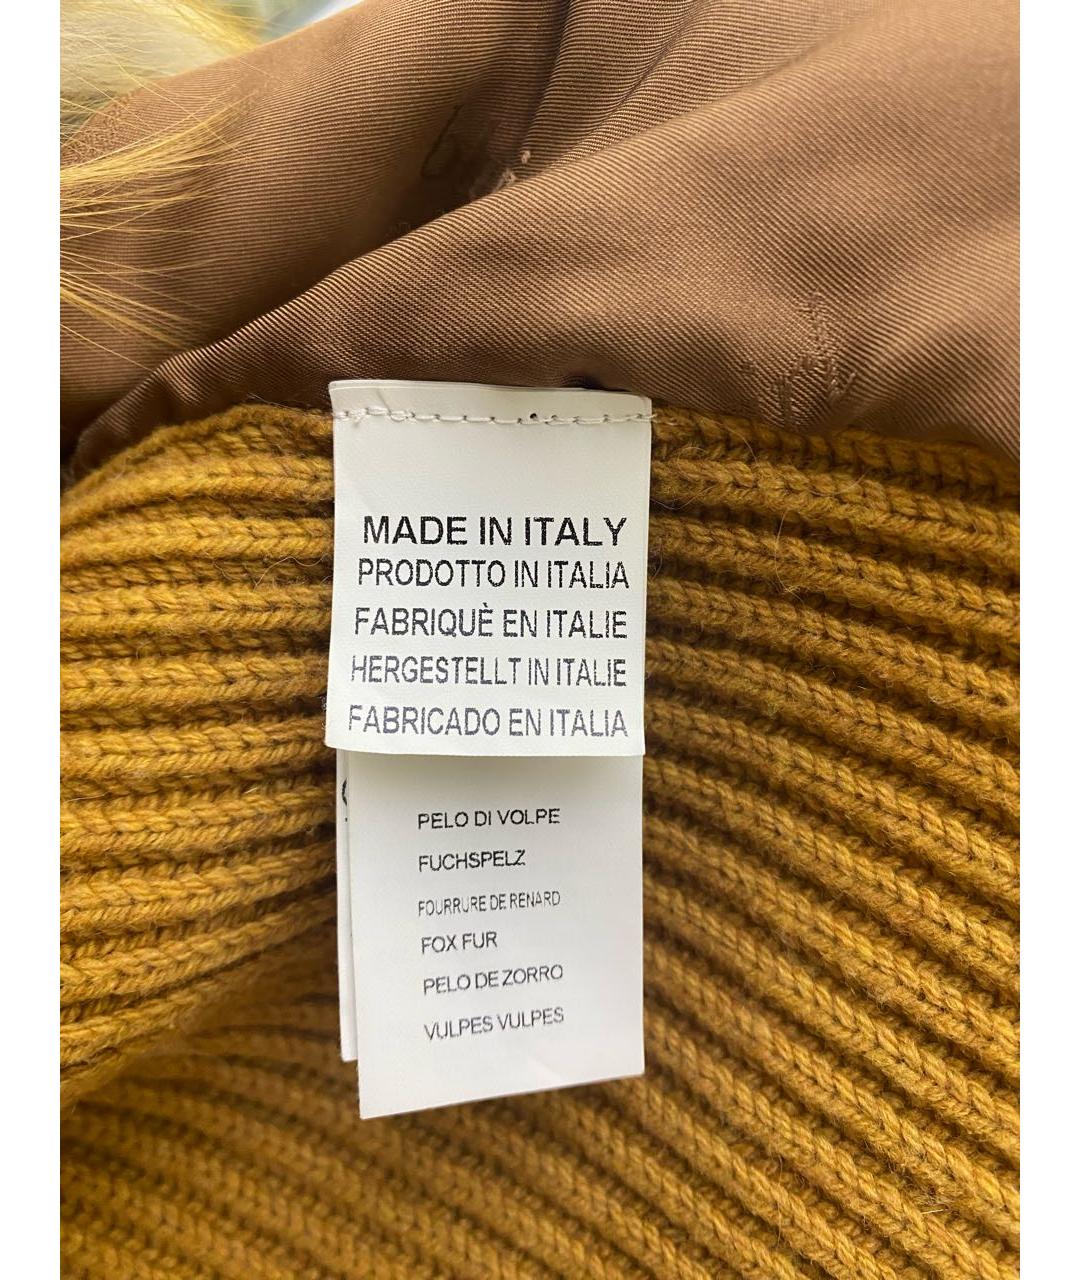 MADE IN ITALY
PRODOTTO IN ITALIA
FABRIQUÈ EN ITALIE
HERGESTELLT IN ITALIE
FABRICADO EN ITALIA
PELO DI VOLPE
FUCHSPELZ
FOURRURE DE RENARD
FOX FUR
PELO DE ZORRO
VULPES VULPES